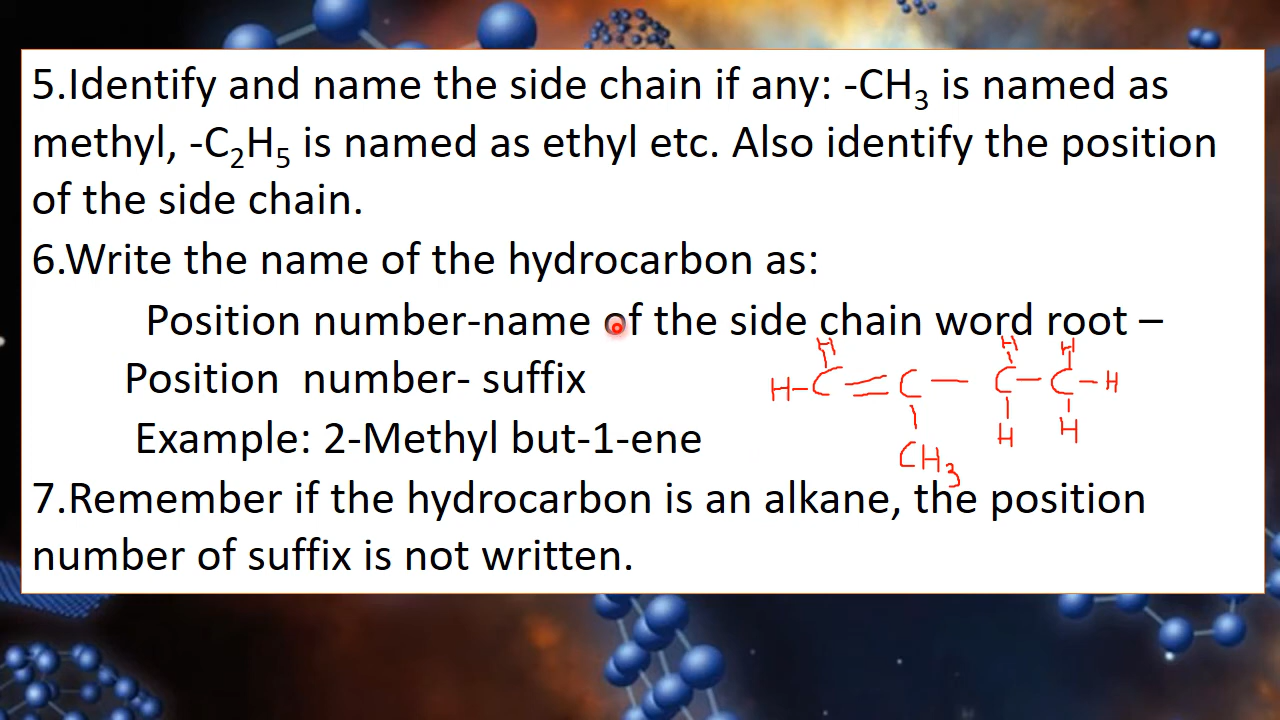 5.Identify and name the side chain if any: -CH₃ is named as
methyl, -C₂H₅ is named as ethyl etc. Also identify the position
of the side chain.
6.Write the name of the hydrocarbon as:
Position number-name of the side chain word root –
Position  number- suffix
Example: 2-Methyl but-1-ene
H H H
H-C=C-C-C-H
H H
CH₃
7.Remember if the hydrocarbon is an alkane, the position
number of suffix is not written.